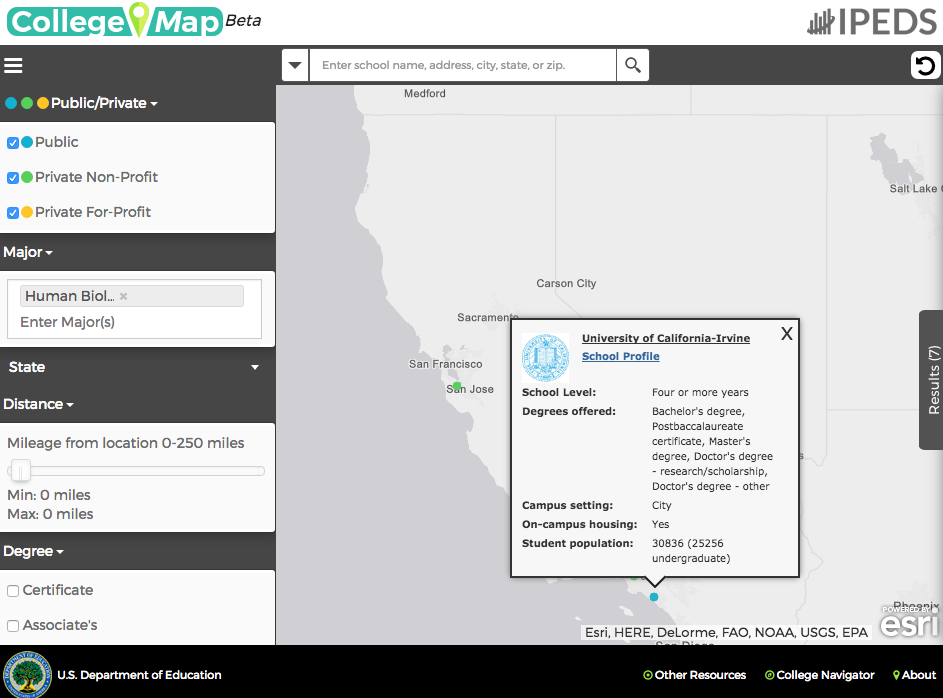 College Map Beta
IPEDS
Enter school name, address, city, state, or zip.
Public/Private
Public
Private Non-Profit
Private For-Profit
Major
Human Biol... ×
Enter Major(s)
State
Distance
Mileage from location 0-250 miles
Min: 0 miles
Max: 0 miles
Degree
Certificate
Associate's
Medford
Salt Lake
Carson City
Sacramento
San Francisco
San Jose
University of California-Irvine
X
School Profile
School Level: Four or more years
Degrees offered: Bachelor's degree,
Postbaccalaureate
certificate, Master's
degree, Doctor's degree
- research/scholarship,
Doctor's degree - other
Campus setting: City
On-campus housing: Yes
Student population: 30836 (25256
undergraduate)
Results (7)
Phoenix
POWERED BY
esri
Esri, HERE, DeLorme, FAO, NOAA, USGS, EPA
San Diego
U.S. Department of Education
Other Resources
College Navigator
About